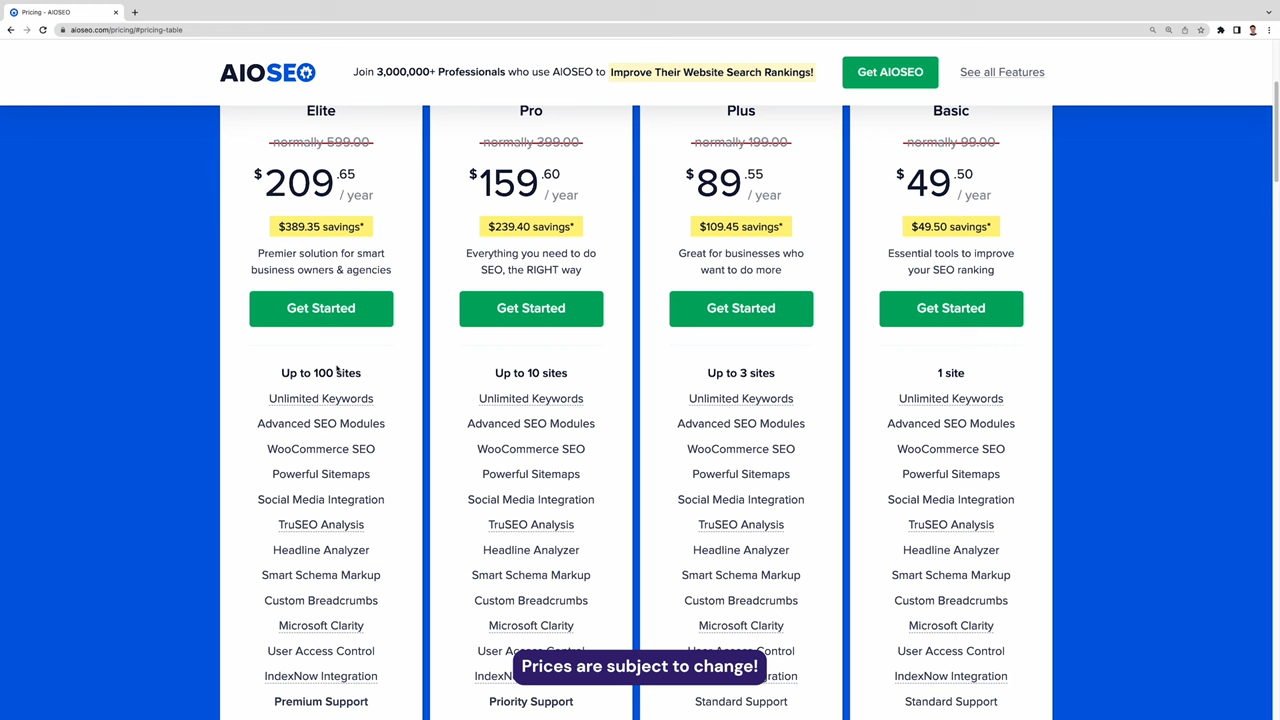 Pricing - AIOSEO
aioseo.com/pricing/#pricing-table
AIOSEO
Join 3,000,000+ Professionals who use AIOSEO to Improve Their Website Search Rankings!
Get AIOSEO
See all Features
Elite
normally 599.00
$209.65
/ year
$389.35 savings*
Premier solution for smart
business owners & agencies
Get Started
Up to 100 sites
Unlimited Keywords
Advanced SEO Modules
WooCommerce SEO
Powerful Sitemaps
Social Media Integration
TruSEO Analysis
Headline Analyzer
Smart Schema Markup
Custom Breadcrumbs
Microsoft Clarity
User Access Control
IndexNow Integration
Premium Support
Pro
normally 399.00
$159.60
/ year
$239.40 savings*
Everything you need to do
SEO, the RIGHT way
Get Started
Up to 10 sites
Unlimited Keywords
Advanced SEO Modules
WooCommerce SEO
Powerful Sitemaps
Social Media Integration
TruSEO Analysis
Headline Analyzer
Smart Schema Markup
Custom Breadcrumbs
Microsoft Clarity
Priority Support
Plus
normally 199.00
$89.55
/ year
$109.45 savings*
Great for businesses who
want to do more
Get Started
Up to 3 sites
Unlimited Keywords
Advanced SEO Modules
WooCommerce SEO
Powerful Sitemaps
Social Media Integration
TruSEO Analysis
Headline Analyzer
Smart Schema Markup
Custom Breadcrumbs
Microsoft Clarity
Standard Support
Basic
normally 99.00
$49.50
/ year
$49.50 savings*
Essential tools to improve
your SEO ranking
Get Started
1 site
Unlimited Keywords
Advanced SEO Modules
WooCommerce SEO
Powerful Sitemaps
Social Media Integration
TruSEO Analysis
Headline Analyzer
Smart Schema Markup
Custom Breadcrumbs
Microsoft Clarity
User Access Control
IndexNow Integration
Standard Support
Prices are subject to change!